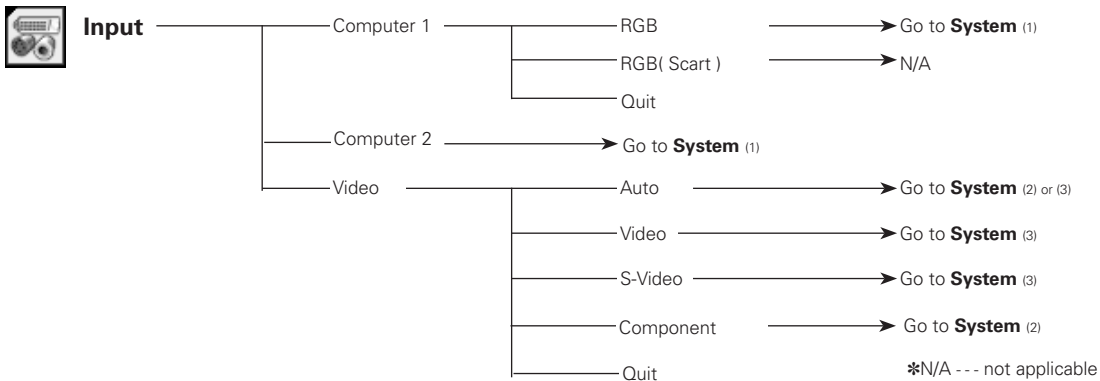 Input Computer 1 RGB Go to System (1)
RGB( Scart ) N/A
Quit
Computer 2 Go to System (1)
Video Auto Go to System (2) or (3)
Video Go to System (3)
S-Video Go to System (3)
Component Go to System (2)
Quit
✽N/A - - - not applicable